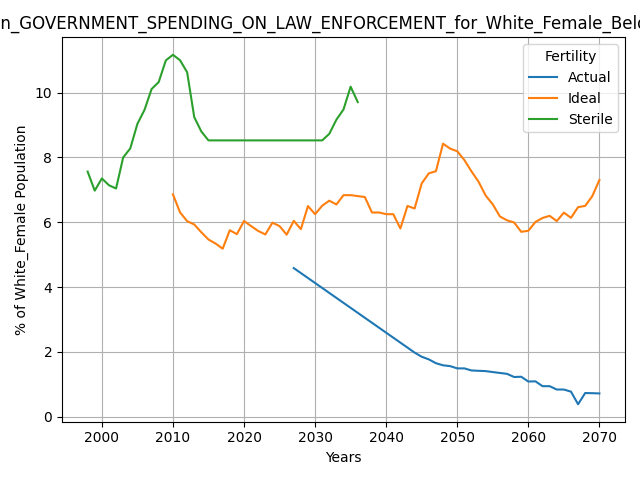 n_GOVERNMENT_SPENDING_ON_LAW_ENFORCEMENT_for_White_Female_Belo
Fertility
Actual
Ideal
Sterile
% of White_Female Population
10
8
6
4
2
0
2000 2010 2020 2030 2040 2050 2060 2070
Years